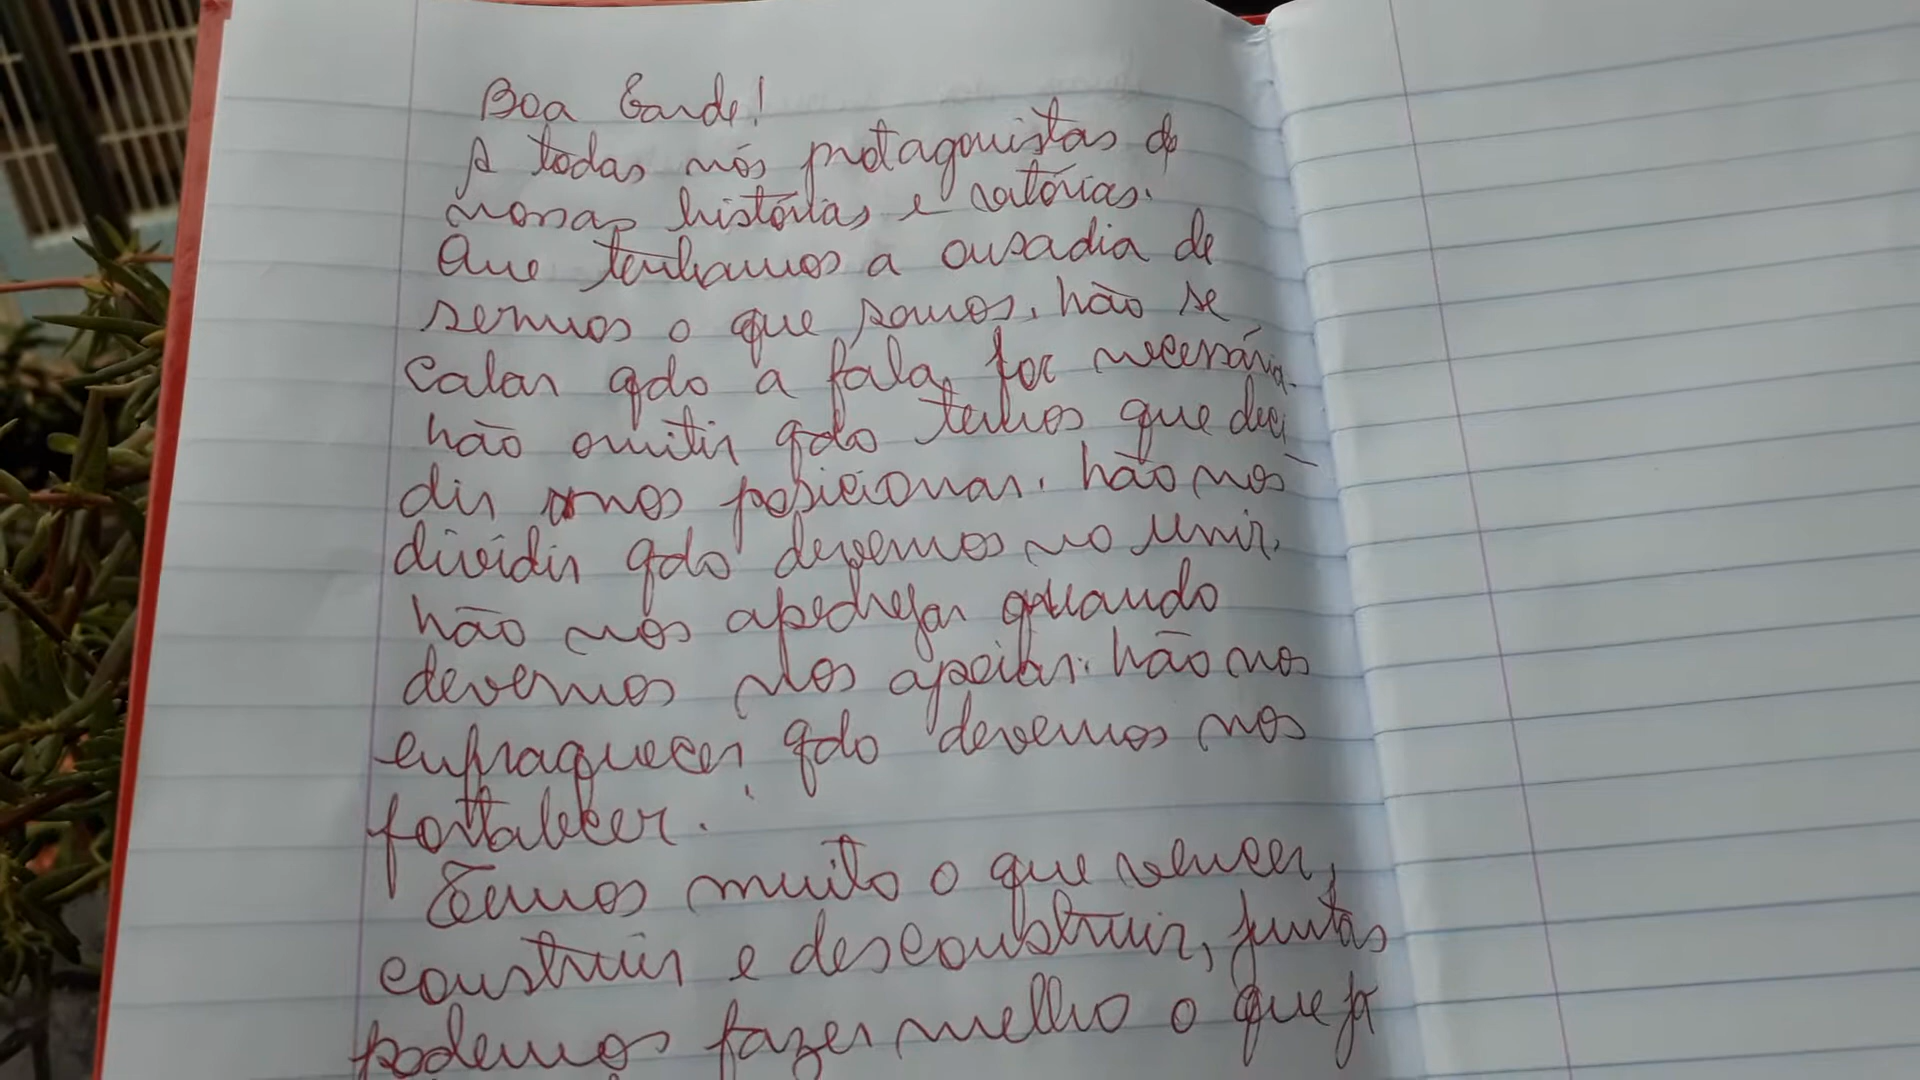 Boa tarde!
A todas nós protagonistas de
nossas histórias e vatórias.
Que tenhamos a ousadia de
sermos o que somos. não se
calar qdo a fala, for necessária.
não omitir qdo temos que deci
dir nos posicionar. não nos
dividir qdo devemos no unir,
não nos apedrejar quando
devemos nos apoiar. não nos
enfraquecer qdo devemos nos
fortalecer.
Temos muito o que vencer,
construir e desconstruir, juntas
podemos fazer melho o que já